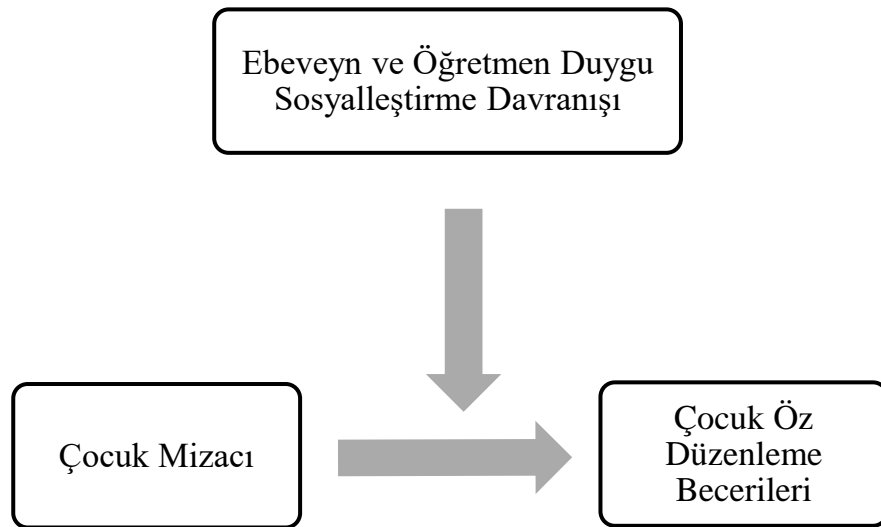 Ebeveyn ve Öğretmen Duygu
Sosyalleştirme Davranışı
Çocuk Mizacı
Çocuk Öz
Düzenleme
Becerileri